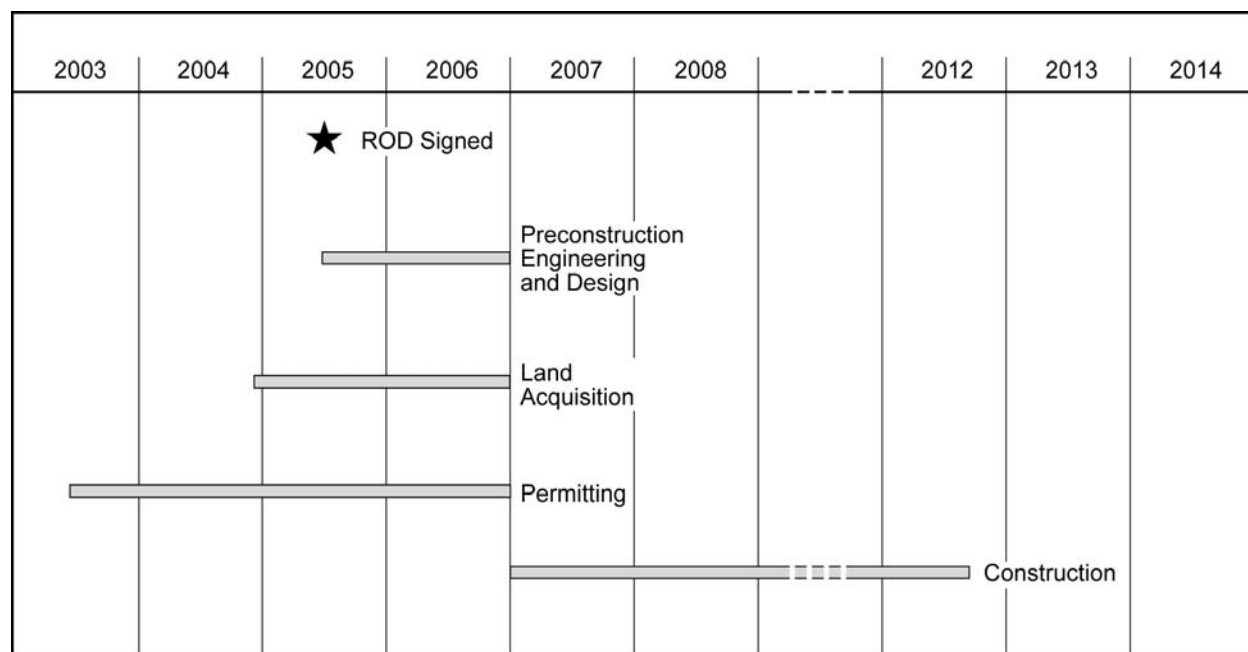 2003 2004 2005 2006 2007 2008 2012 2013 2014
ROD Signed
Preconstruction
Engineering
and Design
Land
Acquisition
Permitting
Construction